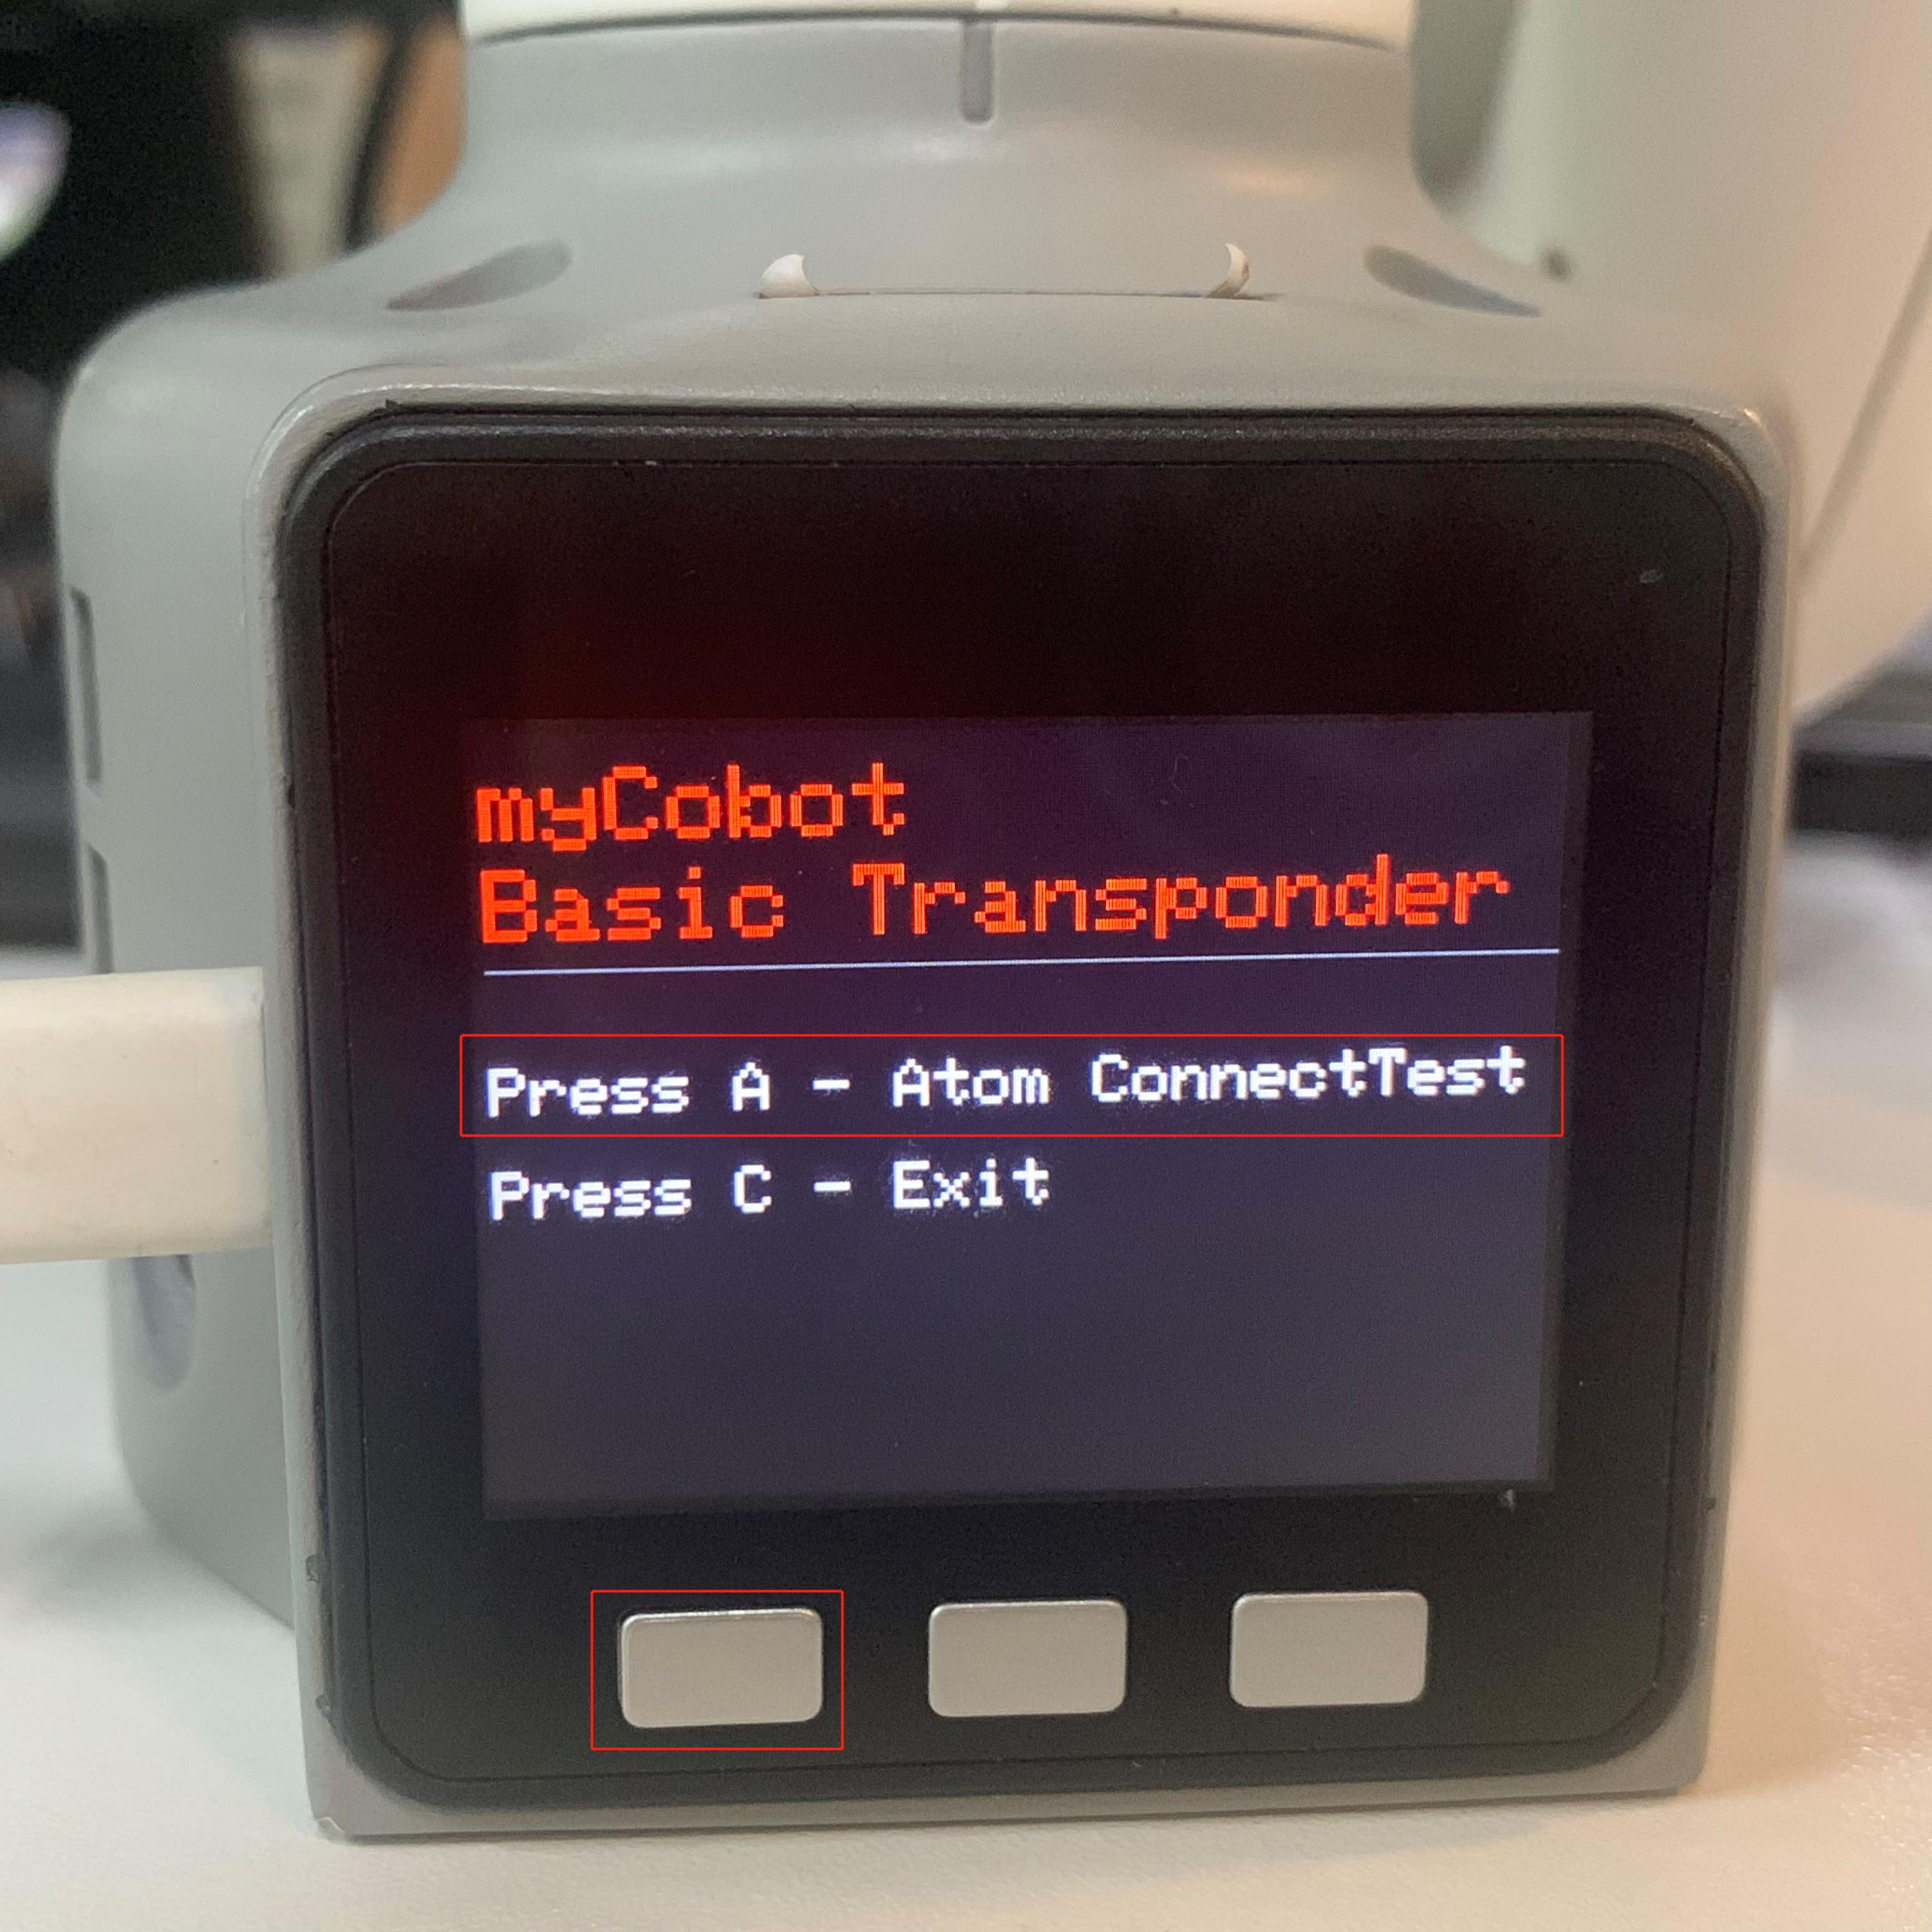 myCobot
Basic Transponder
Press A - Atom ConnectTest
Press C - Exit